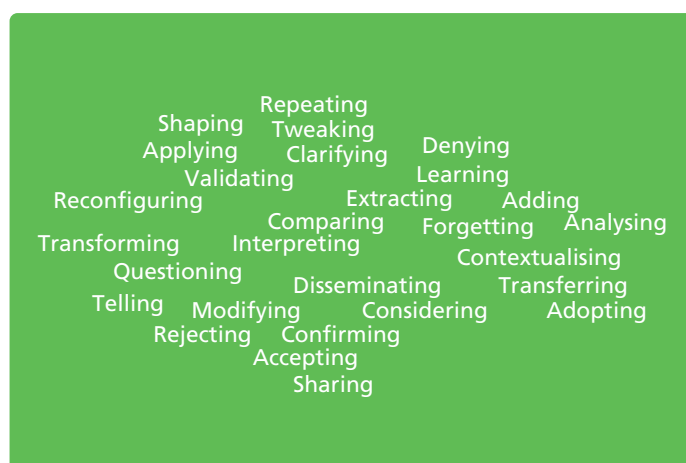 Repeating
Shaping Tweaking
Applying Clarifying Denying
Validating Learning
Reconfiguring Extracting Adding
Comparing Forgetting Analysing
Transforming Interpreting
Contextualising
Questioning
Disseminating Transferring
Telling Modifying Considering Adopting
Rejecting Confirming
Accepting
Sharing